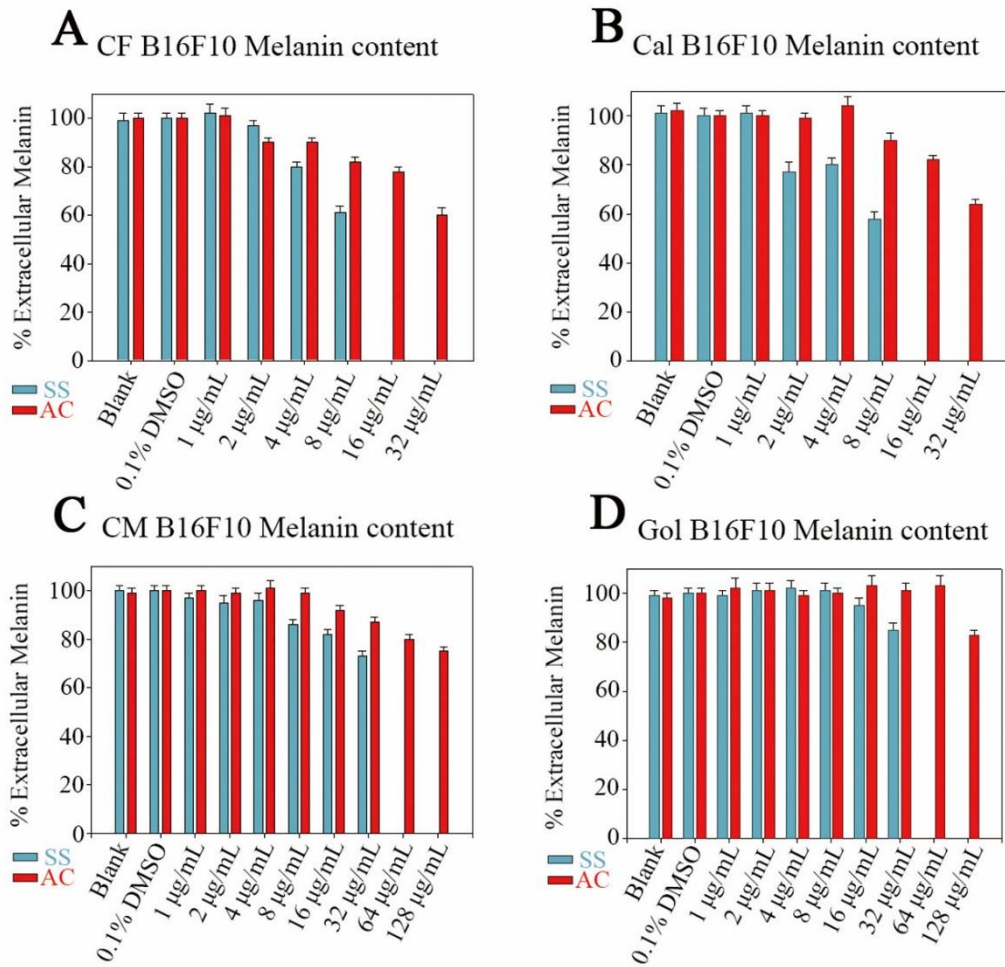 A CF B16F10 Melanin content
% Extracellular Melanin
100
80
60
40
20
0
SS
AC
Blank
0.1% DMSO
1 µg/mL
2 µg/mL
4 µg/mL
8 µg/mL
16 µg/mL
32 µg/mL
B Cal B16F10 Melanin content
% Extracellular Melanin
100
80
60
40
20
0
SS
AC
Blank
0.1% DMSO
1 µg/mL
2 µg/mL
4 µg/mL
8 µg/mL
16 µg/mL
32 µg/mL
C CM B16F10 Melanin content
% Extracellular Melanin
100
80
60
40
20
0
SS
AC
Blank
0.1% DMSO
1 µg/mL
2 µg/mL
4 µg/mL
8 µg/mL
16 µg/mL
32 µg/mL
64 µg/mL
128 µg/mL
D Gol B16F10 Melanin content
% Extracellular Melanin
100
80
60
40
20
0
SS
AC
Blank
0.1% DMSO
1 µg/mL
2 µg/mL
4 µg/mL
8 µg/mL
16 µg/mL
32 µg/mL
64 µg/mL
128 µg/mL